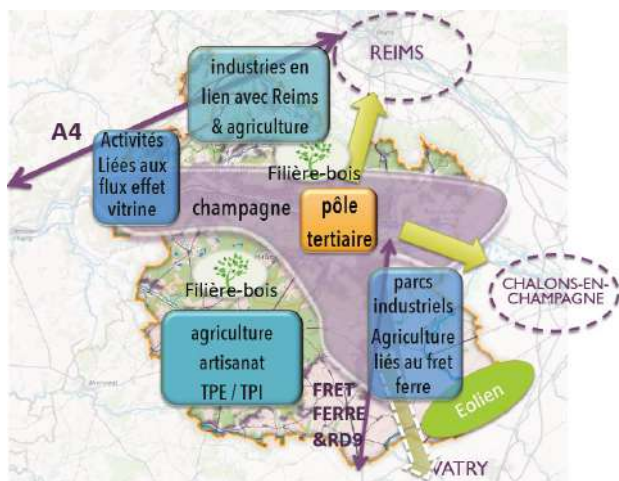 REIMS
industries en
lien avec Reims
& agriculture
A4
Activités
Liées aux
flux effet
vitrine
Filière-bois
champagne
pôle
tertiaire
Filière-bois
parcs
industriels
Agriculture
liés au fret
ferre
CHALONS-EN-
CHAMPAGNE
agriculture
artisanat
TPE / TPI
FRET
FERRE
&RD9
Eolien
VATRY